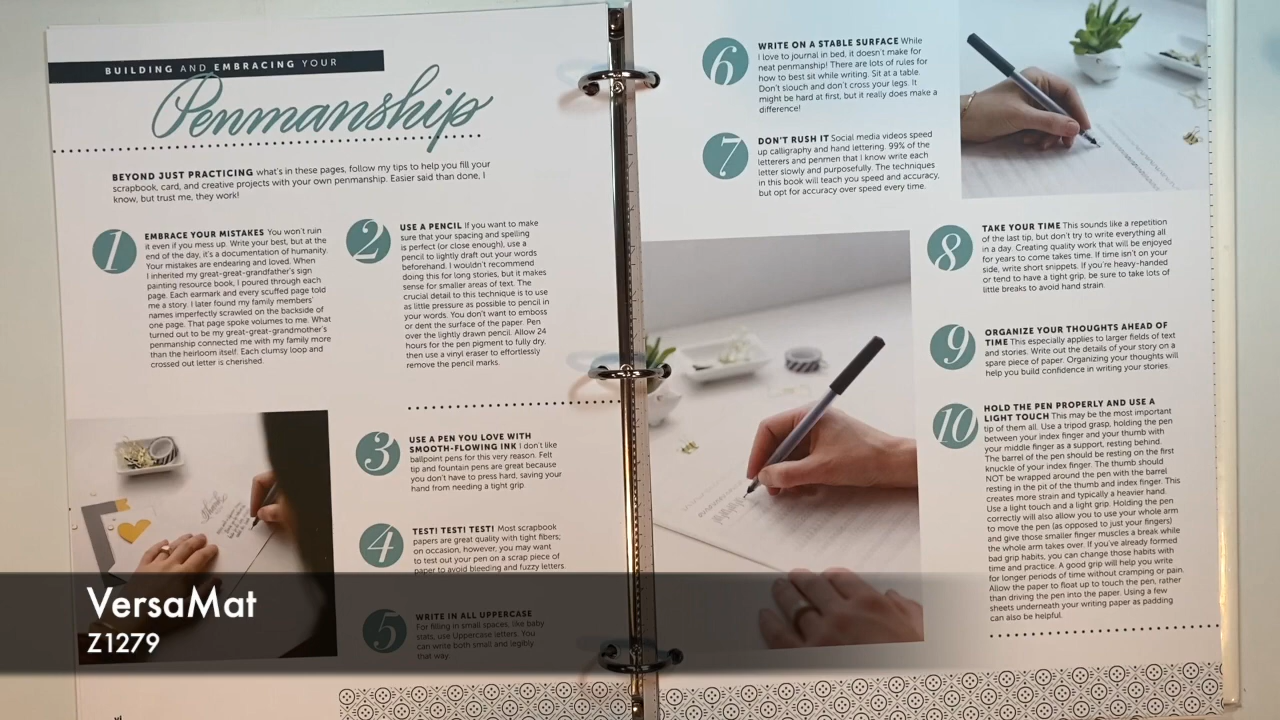 BUILDING AND EMBRACING YOUR
Penmanship
BEYOND JUST PRACTICING what's in these pages, follow my tips to help you fill your
scrapbook, card, and creative projects with your own penmanship. Easier said than done, I
know, but trust me, they work!
1
EMBRACE YOUR MISTAKES You won't ruin
it even if you mess up. Write your best, but at the
end of the day, it's a documentation of humanity.
Your mistakes are endearing and loved. When
I inherited my great-great-grandfather's sign
painting resource book, I poured through each
page. Each earmark and every scuffed page told
me a story. I later found my family members'
names imperfectly scrawled on the backside of
one page. That page spoke volumes to me. What
turned out to be my great-great-grandmother's
penmanship connected me with my family more
than the heirloom itself. Each clumsy loop and
crossed out letter is cherished.
2
USE A PENCIL If you want to make
sure that your spacing and spelling
is perfect (or close enough), use a
pencil to lightly draft out your words
beforehand. I wouldn't recommend
doing this for long stories, but it makes
sense for smaller areas of text. The
crucial detail to this technique is to use
as little pressure as possible to pencil in
your words. You don't want to emboss
or dent the surface of the paper. Pen
over the lightly drawn pencil. Allow 24
hours for the pen pigment to fully dry,
then use a vinyl eraser to effortlessly
remove the pencil marks.
3
USE A PEN YOU LOVE WITH
SMOOTH-FLOWING INK I don't like
ballpoint pens for this very reason. Felt
tip and fountain pens are great because
you don't have to press hard, saving your
hand from needing a tight grip.
4
TEST! TEST! TEST! Most scrapbook
papers are great quality with tight fibers;
on occasion, however, you may want
to test out your pen on a scrap piece of
paper to avoid bleeding and fuzzy letters.
5
WRITE IN ALL UPPERCASE
For filling in small spaces, like baby
stats, use Uppercase letters. You
can write both small and legibly
that way.
vi
6
WRITE ON A STABLE SURFACE While
I love to journal in bed, it doesn't make for
neat penmanship! There are lots of rules for
how to best sit while writing. Sit at a table.
Don't slouch and don't cross your legs. It
might be hard at first, but it really does make a
difference!
7
DON'T RUSH IT Social media videos speed
up calligraphy and hand lettering. 99% of the
letterers and penmen that I know write each
letter slowly and purposefully. The techniques
in this book will teach you speed and accuracy,
but opt for accuracy over speed every time.
8
TAKE YOUR TIME This sounds like a repetition
of the last tip, but don't try to write everything all
in a day. Creating quality work that will be enjoyed
for years to come takes time. If time isn't on your
side, write short snippets. If you're heavy-handed
or tend to have a tight grip, be sure to take lots of
little breaks to avoid hand strain.
9
ORGANIZE YOUR THOUGHTS AHEAD OF
TIME This especially applies to larger fields of text
and stories. Write out the details of your story on a
spare piece of paper. Organizing your thoughts will
help you build confidence in writing your stories.
10
HOLD THE PEN PROPERLY AND USE A
LIGHT TOUCH This may be the most important
tip of them all. Use a tripod grasp, holding the pen
between your index finger and your thumb with
your middle finger as a support, resting behind.
The barrel of the pen should be resting on the first
knuckle of your index finger. The thumb should
NOT be wrapped around the pen with the barrel
resting in the pit of the thumb and index finger. This
creates more strain and typically a heavier hand.
Use a light touch and a light grip. Holding the pen
correctly will also allow you to use your whole arm
to move the pen (as opposed to just your fingers)
and give those smaller finger muscles a break while
the whole arm takes over. If you've already formed
bad grip habits, you can change those habits with
time and practice. A good grip will help you write
for longer periods of time without cramping or pain.
Allow the paper to float up to touch the pen, rather
than driving the pen into the paper. Using a few
sheets underneath your writing paper as padding
can also be helpful.
VersaMat
Z1279